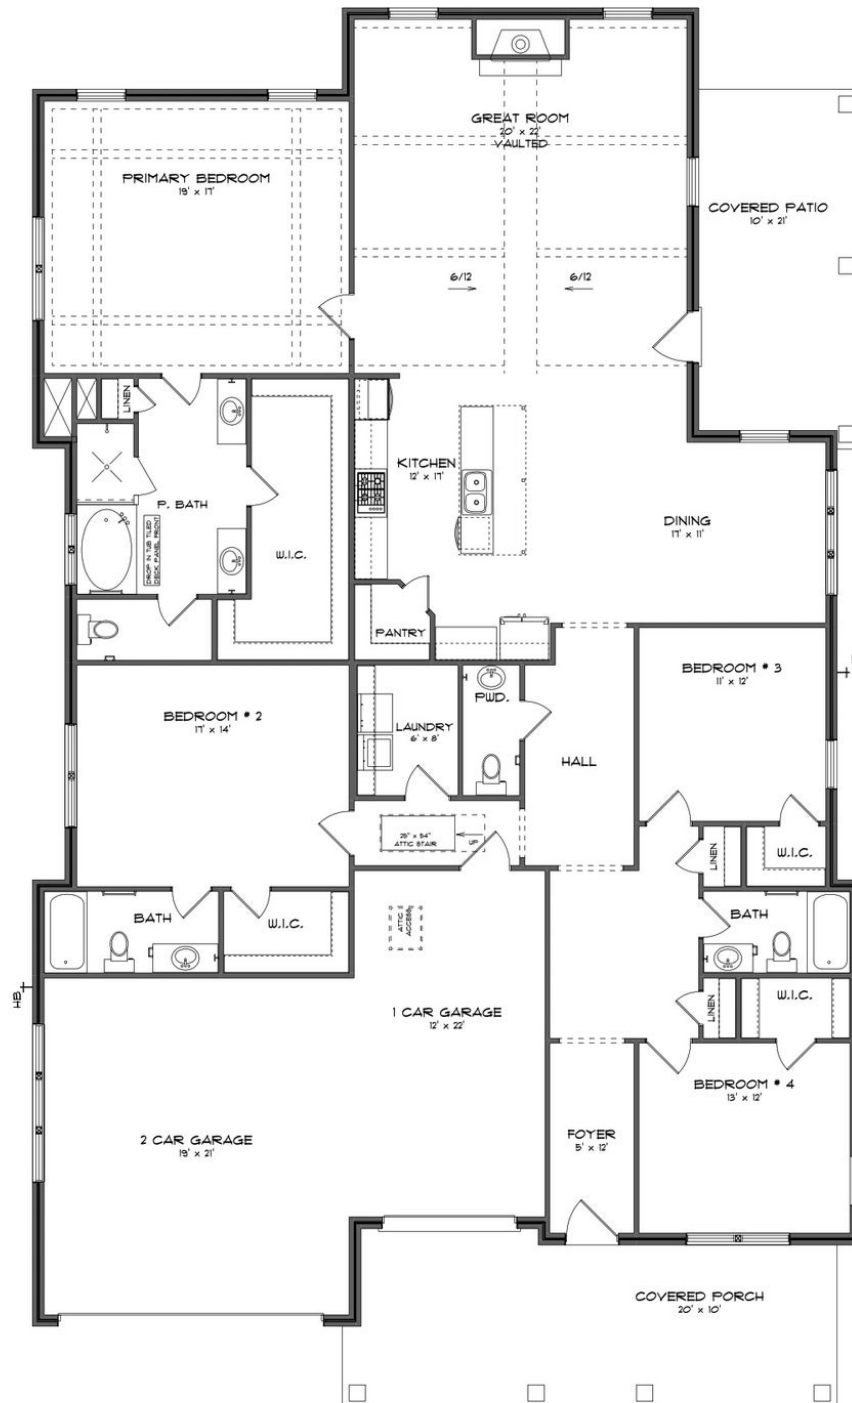 GREAT ROOM
20' x 22'
VAULTED
PRIMARY BEDROOM
19' x 17'
COVERED PATIO
10' x 21'
6/12
6/12
LINEN
KITCHEN
12' x 17'
P. BATH
DROP IN TUB TILED
DECK, PANEL FRONT
W.I.C.
DINING
17' x 11'
PANTRY
BEDROOM # 3
11' x 12'
PWD.
BEDROOM # 2
17' x 14'
LAUNDRY
6' x 8'
HALL
25" x 54"
ATTIC STAIR
UP
LINEN
W.I.C.
BATH
W.I.C.
ATTIC
ACCESS
BATH
HB
LINEN
W.I.C.
1 CAR GARAGE
12' x 22'
BEDROOM # 4
13' x 12'
2 CAR GARAGE
19' x 21'
FOYER
5' x 12'
COVERED PORCH
20' x 10'